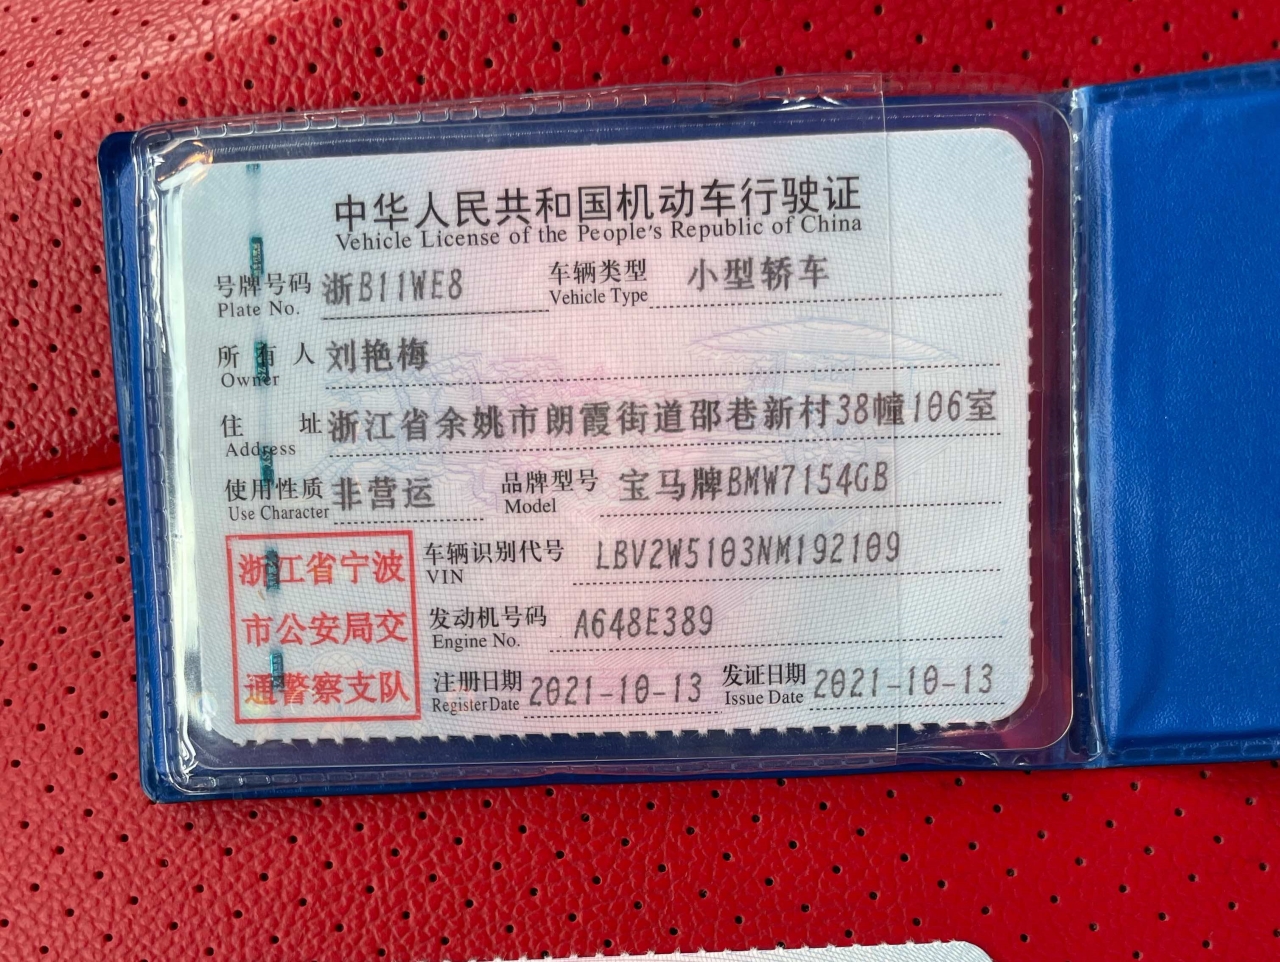 中华人民共和国机动车行驶证
Vehicle License of the People's Republic of China
号牌号码 浙B11WE8 车辆类型 小型轿车
Plate No. Vehicle Type
所有人 刘艳梅
Owner
住址 浙江省余姚市朗霞街道邵巷新村38幢106室
Address
使用性质 非营运 品牌型号 宝马牌BMW7154GB
Use Character Model
浙江省宁波
市公安局交
通警察支队
车辆识别代号 LBV2W5103NM192109
VIN
发动机号码 A648E389
Engine No.
注册日期 2021-10-13 发证日期 2021-10-13
Register Date Issue Date